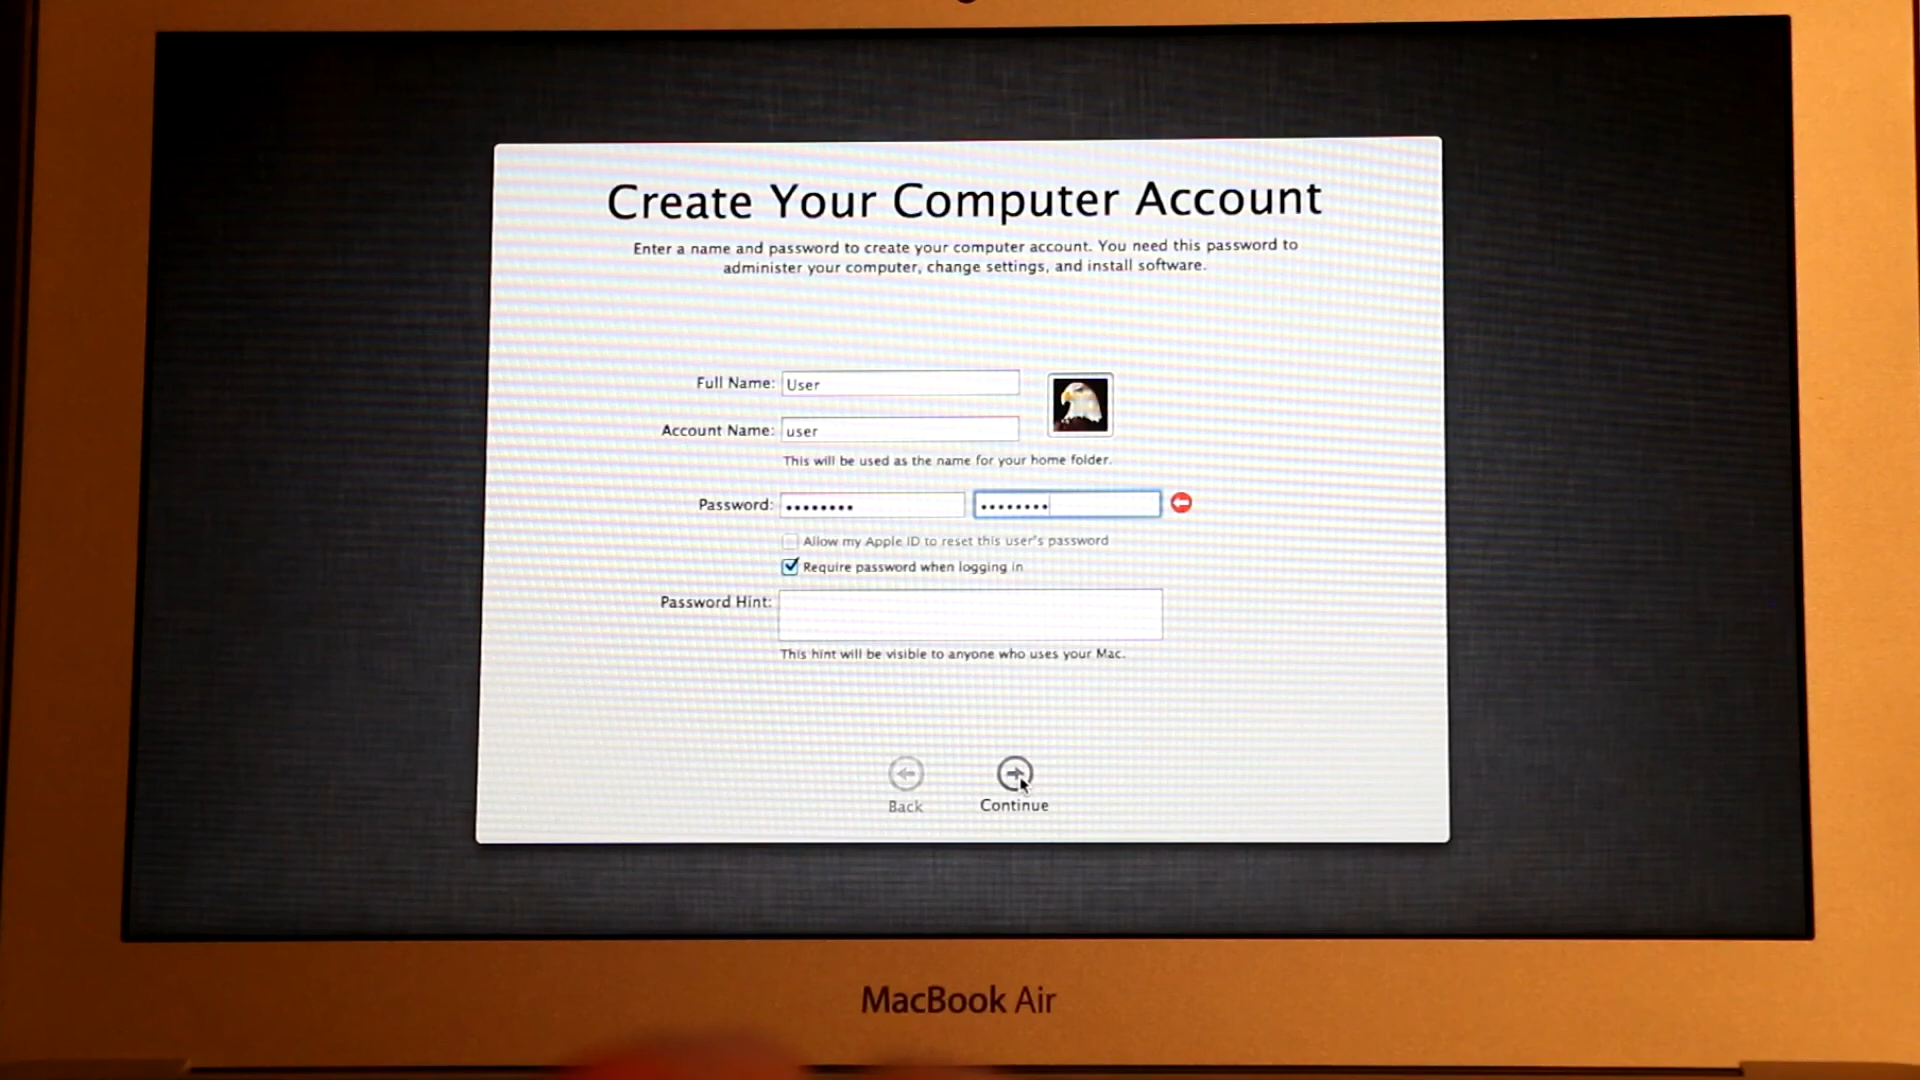 Create Your Computer Account
Enter a name and password to create your computer account. You need this password to
administer your computer, change settings, and install software.
Full Name: User
Account Name: user
This will be used as the name for your home folder.
Password: •••••••• ••••••••
Allow my Apple ID to reset this user's password
Require password when logging in
Password Hint:
This hint will be visible to anyone who uses your Mac.
Back Continue
MacBook Air